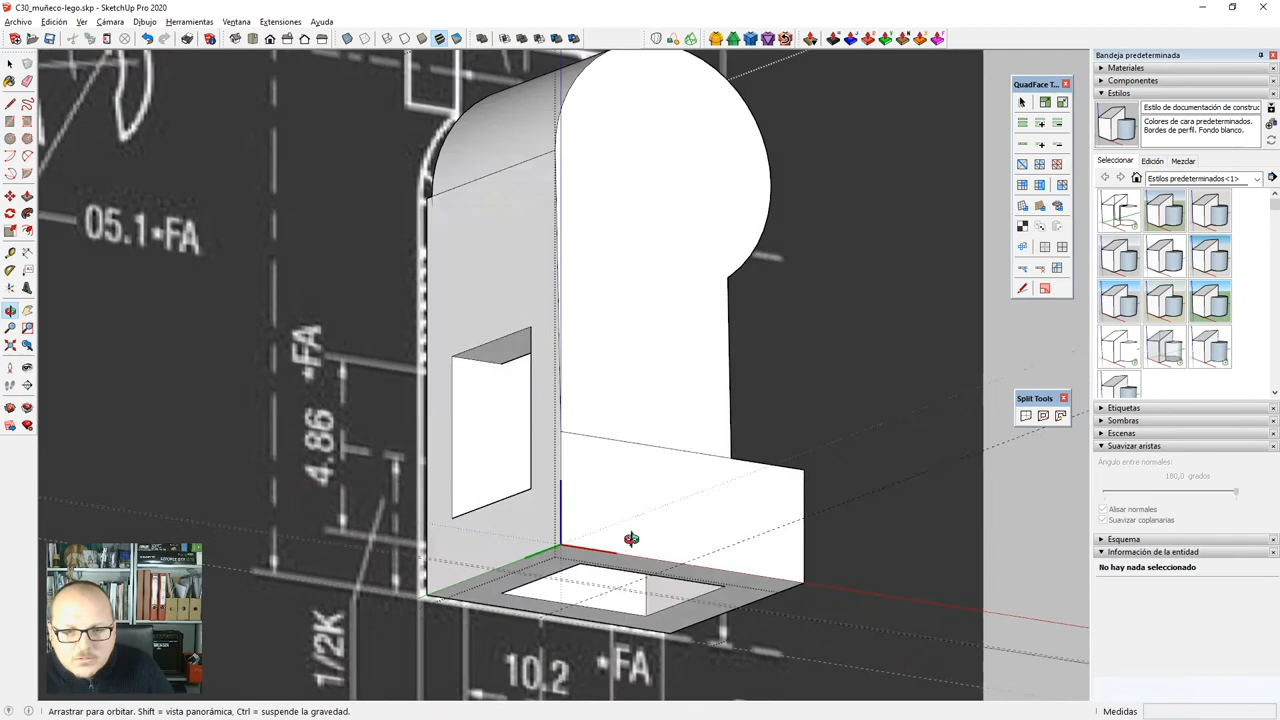 C30_muñeco-lego.skp - SketchUp Pro 2020
Archivo Edición Ver Cámara Dibujo Herramientas Ventana Extensiones Ayuda
Bandeja predeterminada
Materiales
Componentes
Estilos
Estilo de documentación de construc
Colores de cara predeterminados.
Bordes de perfil. Fondo blanco.
Seleccionar Edición Mezclar
Estilos predeterminados<1>
Etiquetas
Sombras
Escenas
Suavizar aristas
Ángulo entre normales:
180,0 grados
Alisar normales
Suavizar coplanarias
Esquema
Información de la entidad
No hay nada seleccionado
QuadFace T...
Split Tools
05.1*FA
4.86 *FA
1/2K
10.2 *FA
Arrastrar para orbitar. Shift = vista panorámica, Ctrl = suspende la gravedad.
Medidas